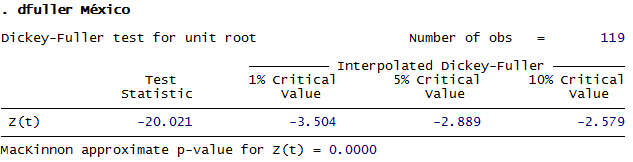 . dfuller México
Dickey-Fuller test for unit root Number of obs = 119
Interpolated Dickey-Fuller
Test 1% Critical 5% Critical 10% Critical
Statistic Value Value Value
Z(t) -20.021 -3.504 -2.889 -2.579
MacKinnon approximate p-value for Z(t) = 0.0000